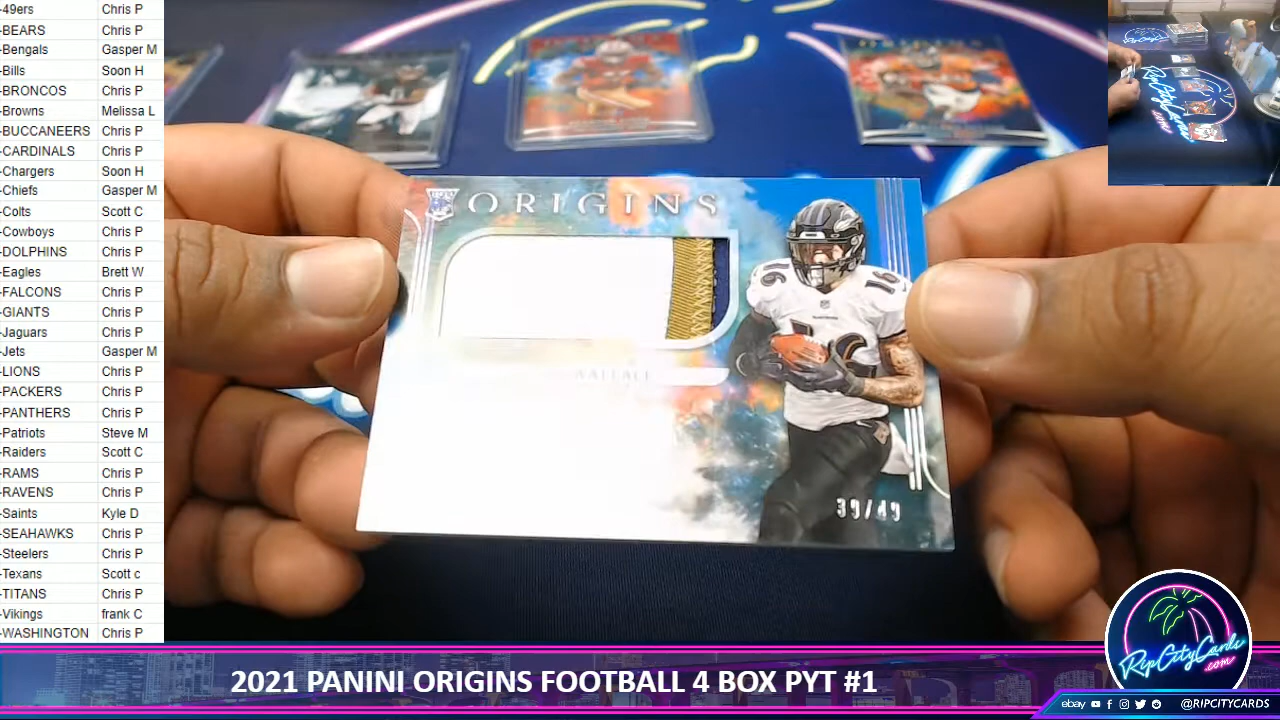 -49ers Chris P
-BEARS Chris P
-Bengals Gasper M
-Bills Soon H
-BRONCOS Chris P
-Browns Melissa L
-BUCCANEERS Chris P
-CARDINALS Chris P
-Chargers Soon H
-Chiefs Gasper M
-Colts Scott C
-Cowboys Chris P
-DOLPHINS Chris P
-Eagles Brett W
-FALCONS Chris P
-GIANTS Chris P
-Jaguars Chris P
-Jets Gasper M
-LIONS Chris P
-PACKERS Chris P
-PANTHERS Chris P
-Patriots Steve M
-Raiders Scott C
-RAMS Chris P
-RAVENS Chris P
-Saints Kyle D
-SEAHAWKS Chris P
-Steelers Chris P
-Texans Scott c
-TITANS Chris P
-Vikings frank C
-WASHINGTON Chris P
ORIGINS
16 16
WALLACE
39/49
RipCityCards
.com
2021 PANINI ORIGINS FOOTBALL 4 BOX PYT #1
ebay @RIPCITYCARDS